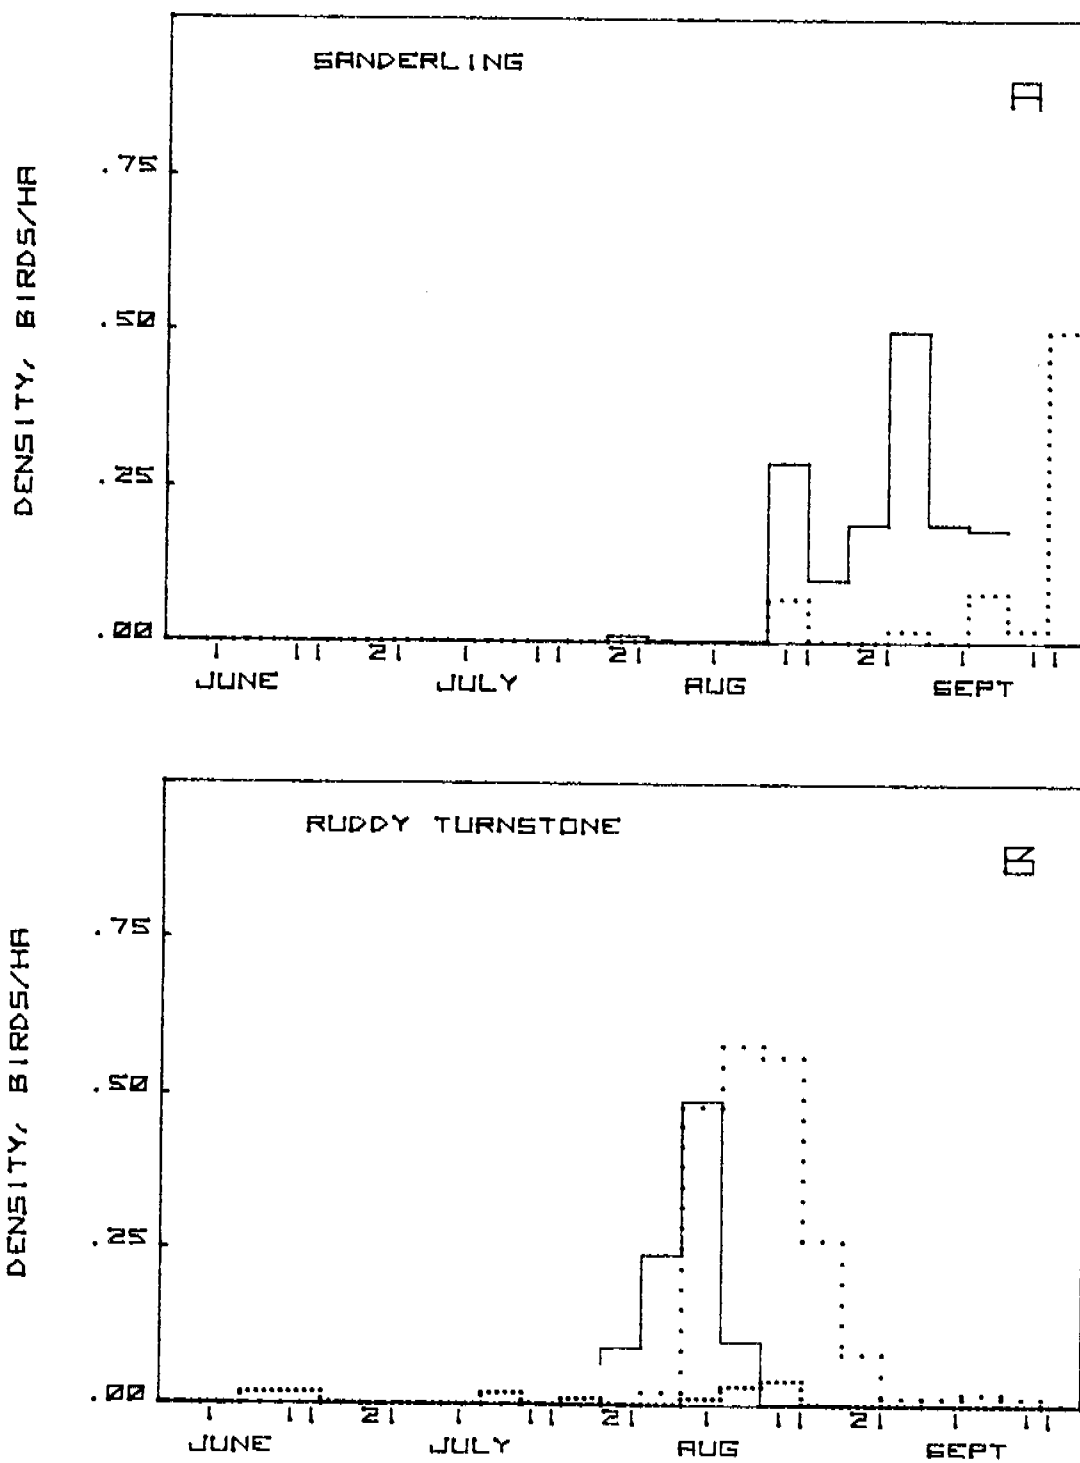 SANDERLING
A
DENSITY, BIRDS/HA
.75
.50
.25
.00
1 11 21 1 11 21 1 11 21 1 11
JUNE JULY AUG SEPT
RUDDY TURNSTONE
B
DENSITY, BIRDS/HA
.75
.50
.25
.00
1 11 21 1 11 21 1 11 21 1 11
JUNE JULY AUG SEPT